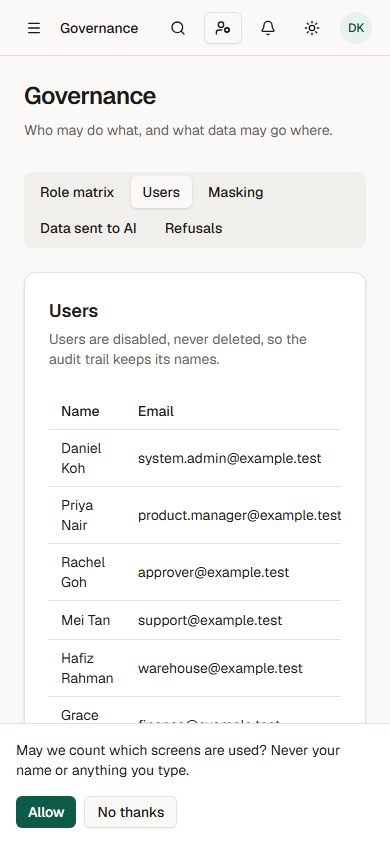 Governance
DK
Governance
Who may do what, and what data may go where.
Role matrix
Users
Masking
Data sent to AI
Refusals
Users
Users are disabled, never deleted, so the
audit trail keeps its names.
Name Email
Daniel
Koh
system.admin@example.test
Priya
Nair
product.manager@example.test
Rachel
Goh
approver@example.test
Mei Tan support@example.test
Hafiz
Rahman
warehouse@example.test
Grace
May we count which screens are used? Never your
name or anything you type.
Allow
No thanks